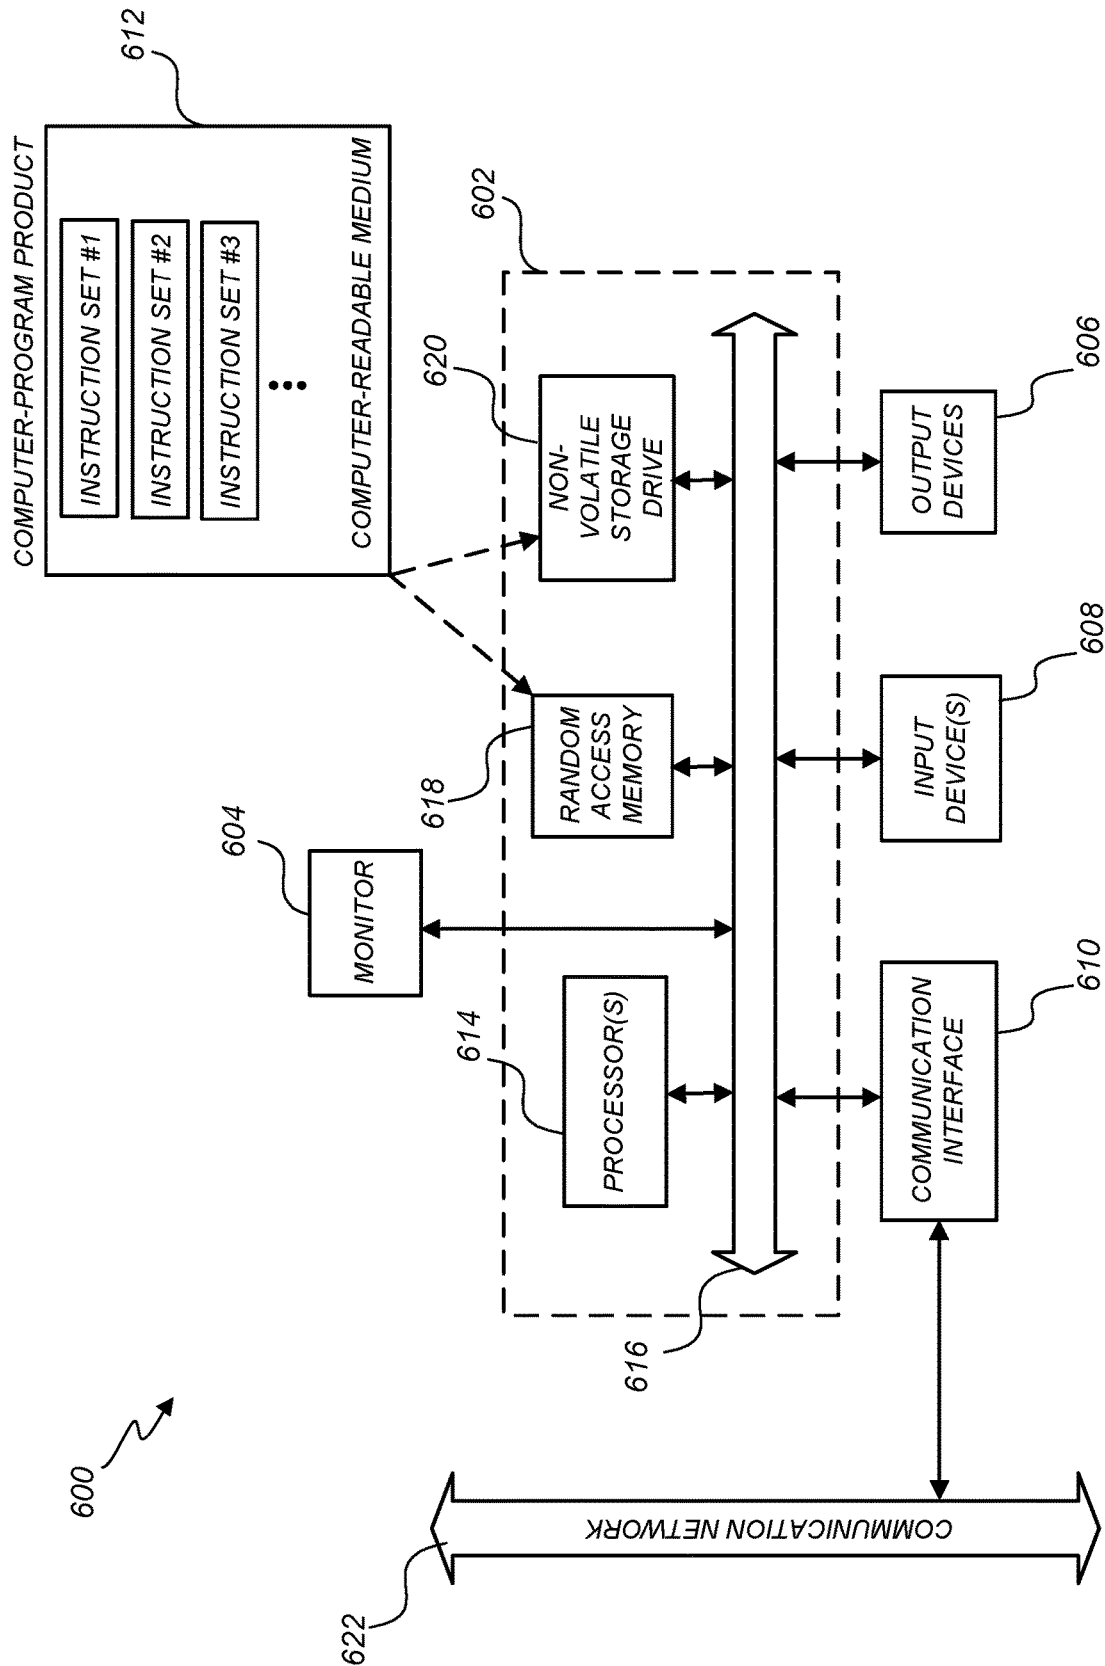 600
COMPUTER-PROGRAM PRODUCT
612
INSTRUCTION SET #1
INSTRUCTION SET #2
INSTRUCTION SET #3
COMPUTER-READABLE MEDIUM
604
MONITOR
602
614
PROCESSOR(S)
618
RANDOM
ACCESS
MEMORY
620
NON-
VOLATILE
STORAGE
DRIVE
616
622
COMMUNICATION NETWORK
COMMUNICATION
INTERFACE
610
INPUT
DEVICE(S)
608
OUTPUT
DEVICES
606